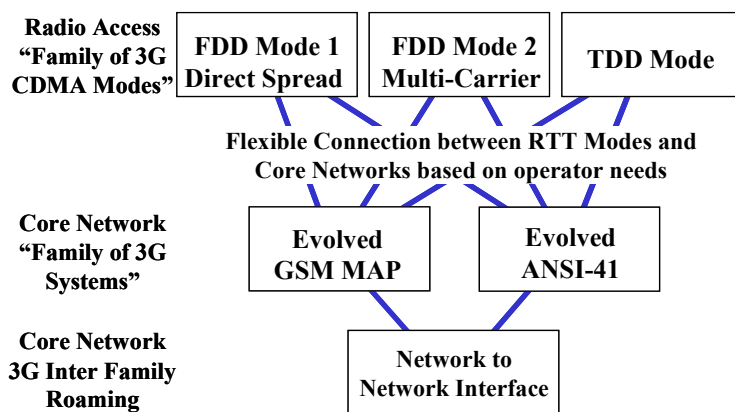 Radio Access
“Family of 3G
CDMA Modes”
FDD Mode 1
Direct Spread
FDD Mode 2
Multi-Carrier
TDD Mode
Flexible Connection between RTT Modes and
Core Networks based on operator needs
Core Network
“Family of 3G
Systems”
Evolved
GSM MAP
Evolved
ANSI-41
Core Network
3G Inter Family
Roaming
Network to
Network Interface